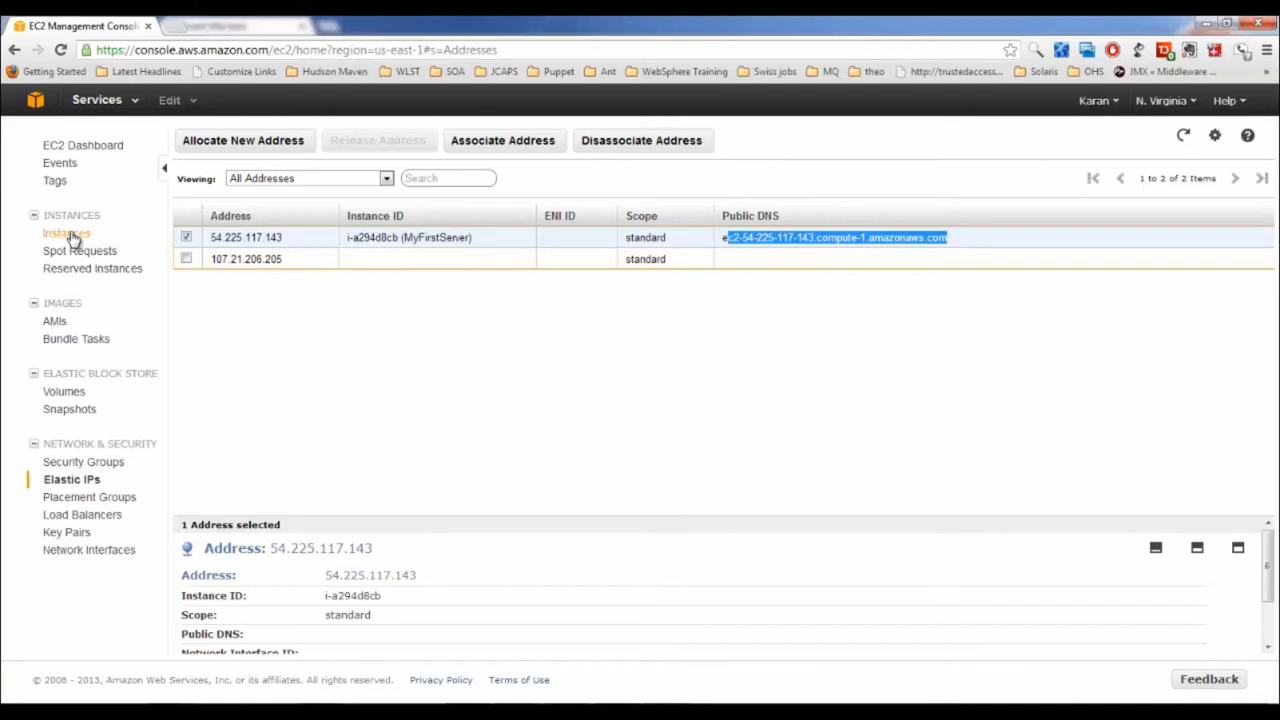 EC2 Management Consol
https://console.aws.amazon.com/ec2/home?region=us-east-1#s=Addresses
Getting Started Latest Headlines Customize Links Hudson Maven WLST SOA JCAPS Puppet Ant WebSphere Training Swiss jobs MQ theo http://trustedaccess... Solaris OHS JMX « Middleware ... »
Services Edit Karan N. Virginia Help
EC2 Dashboard
Events
Tags
INSTANCES
Instances
Spot Requests
Reserved Instances
IMAGES
AMIs
Bundle Tasks
ELASTIC BLOCK STORE
Volumes
Snapshots
NETWORK & SECURITY
Security Groups
Elastic IPs
Placement Groups
Load Balancers
Key Pairs
Network Interfaces
Allocate New Address Release Address Associate Address Disassociate Address
Viewing: All Addresses Search 1 to 2 of 2 Items
Address Instance ID ENI ID Scope Public DNS
54.225.117.143 i-a294d8cb (MyFirstServer) standard ec2-54-225-117-143.compute-1.amazonaws.com
107.21.206.205 standard
1 Address selected
Address: 54.225.117.143
Address: 54.225.117.143
Instance ID: i-a294d8cb
Scope: standard
Public DNS:
Network Interface ID:
© 2008 - 2013, Amazon Web Services, Inc. or its affiliates. All rights reserved. Privacy Policy Terms of Use Feedback